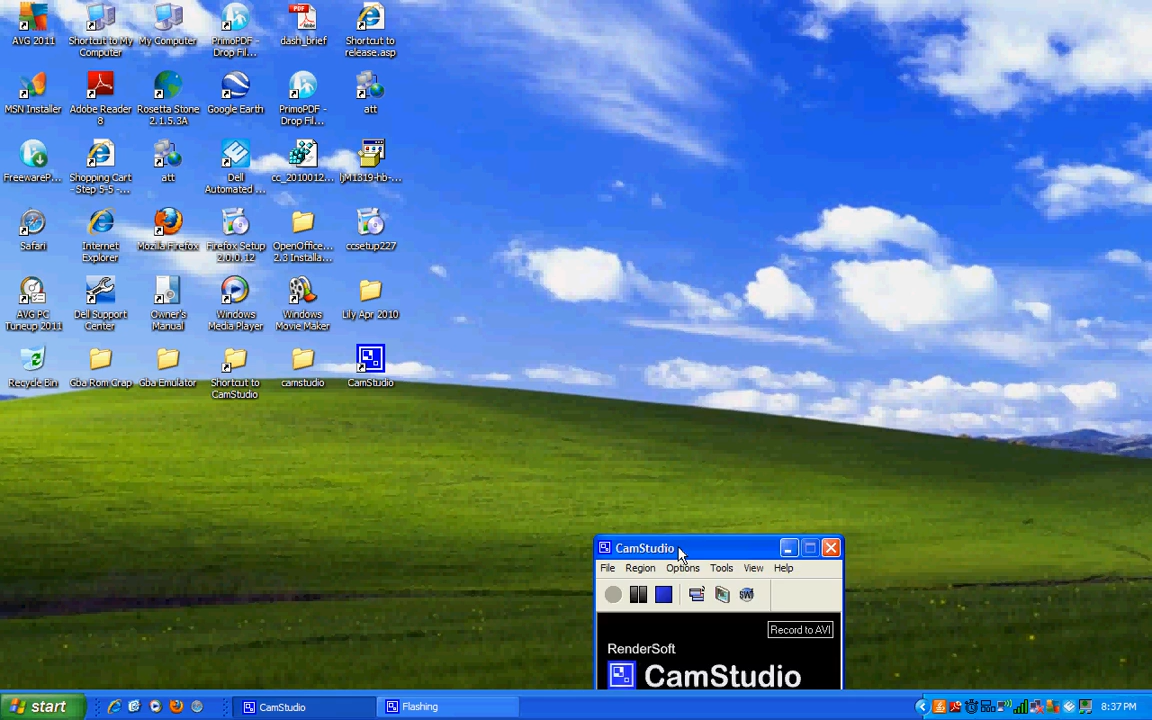 AVG 2011
Shortcut to My
Computer
My Computer
PrimoPDF -
Drop Fil...
dash_brief
Shortcut to
release.asp
MSN Installer
Adobe Reader
8
Rosetta Stone
2.1.5.3A
Google Earth
PrimoPDF -
Drop Fil...
att
FreewareP...
Shopping Cart
- Step 5-5 -...
att
Dell
Automated ...
cc_2010012...
ljM1319-hb-...
Safari
Internet
Explorer
Mozilla Firefox
Firefox Setup
2.0.0.12
OpenOffice....
2.3 Installa...
ccsetup227
AVG PC
Tuneup 2011
Dell Support
Center
Owner's
Manual
Windows
Media Player
Windows
Movie Maker
Lily Apr 2010
Recycle Bin
Gba Rom Crap
Gba Emulator
Shortcut to
CamStudio
camstudio
CamStudio
CamStudio
File Region Options Tools View Help
SWF
Record to AVI
RenderSoft
CamStudio
start
CamStudio
Flashing
8:37 PM